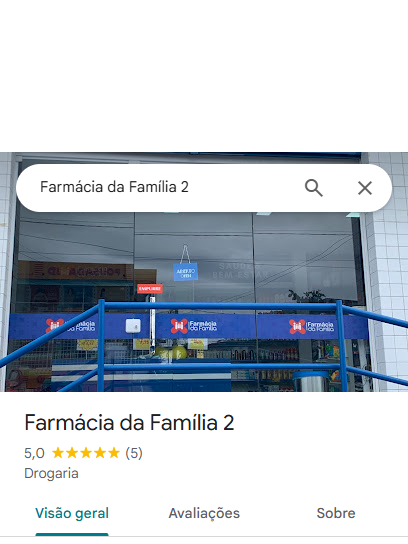 Farmácia da Família 2
ABERTO
OPEN
EMPURRE
Farmácia
da Família
Farmácia
da Família
Farmácia
da Família
Farmácia da Família 2
5,0 ★★★★★ (5)
Drogaria
Visão geral
Avaliações
Sobre